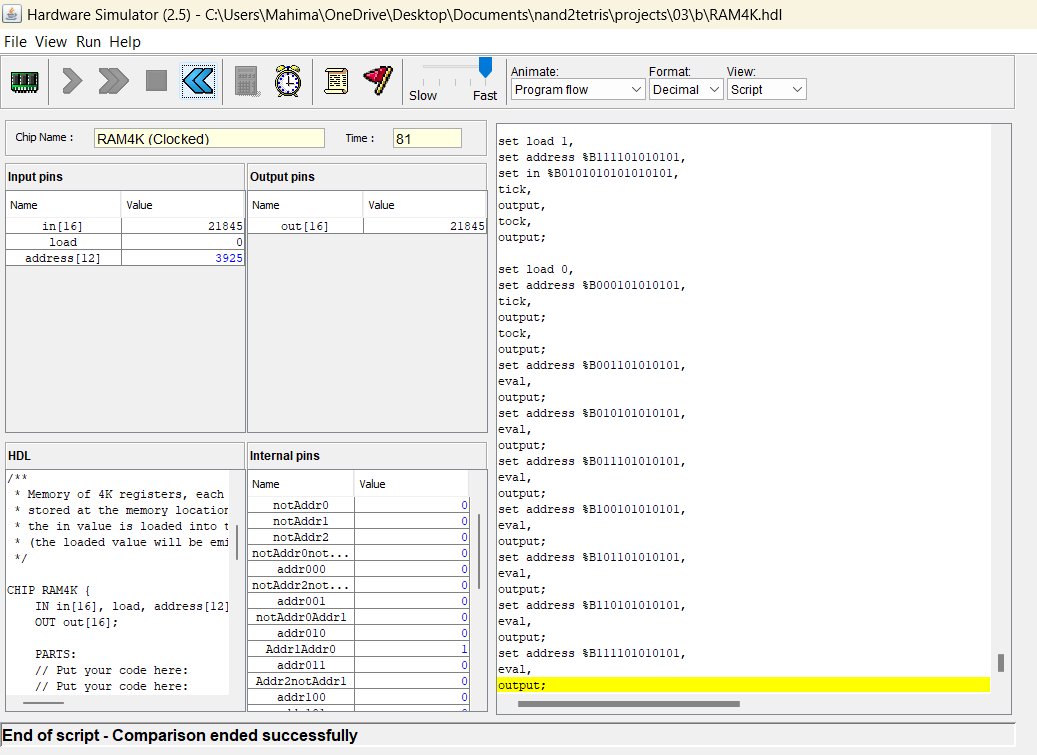 Hardware Simulator (2.5) - C:\Users\Mahima\OneDrive\Desktop\Documents\nand2tetris\projects\03\b\RAM4K.hdl
File View Run Help
Slow Fast
Animate: Format: View:
Program flow Decimal Script
Chip Name : RAM4K (Clocked) Time : 81
Input pins
Name Value
in[16] 21845
load 0
address[12] 3925
Output pins
Name Value
out[16] 21845
HDL
/**
* Memory of 4K registers, each
* stored at the memory location
* the in value is loaded into t
* (the loaded value will be emi
*/
CHIP RAM4K {
IN in[16], load, address[12]
OUT out[16];
PARTS:
// Put your code here:
// Put your code here:
Internal pins
Name Value
notAddr0 0
notAddr1 0
notAddr2 0
notAddr0not... 0
addr000 0
notAddr2not... 0
addr001 0
notAddr0Addr1 0
addr010 0
Addr1Addr0 1
addr011 0
Addr2notAddr1 0
addr100 0
set load 1,
set address %B111101010101,
set in %B0101010101010101,
tick,
output,
tock,
output;
set load 0,
set address %B000101010101,
tick,
output;
tock,
output;
set address %B001101010101,
eval,
output;
set address %B010101010101,
eval,
output;
set address %B011101010101,
eval,
output;
set address %B100101010101,
eval,
output;
set address %B101101010101,
eval,
output;
set address %B110101010101,
eval,
output;
set address %B111101010101,
eval,
output;
End of script - Comparison ended successfully